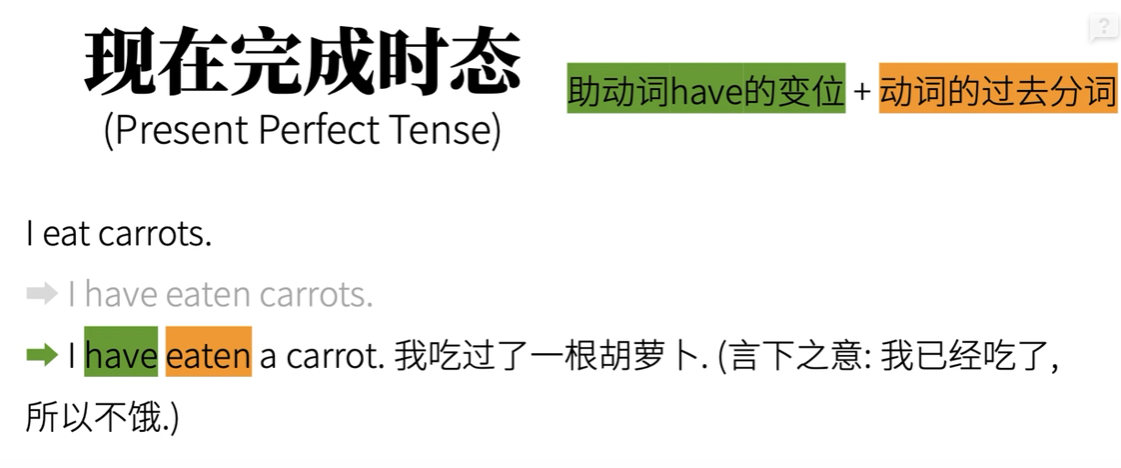 现在完成时态
(Present Perfect Tense)
助动词have的变位 + 动词的过去分词
I eat carrots.
➡ I have eaten carrots.
➡ I have eaten a carrot. 我吃过了一根胡萝卜. (言下之意: 我已经吃了,
所以不饿.)
?